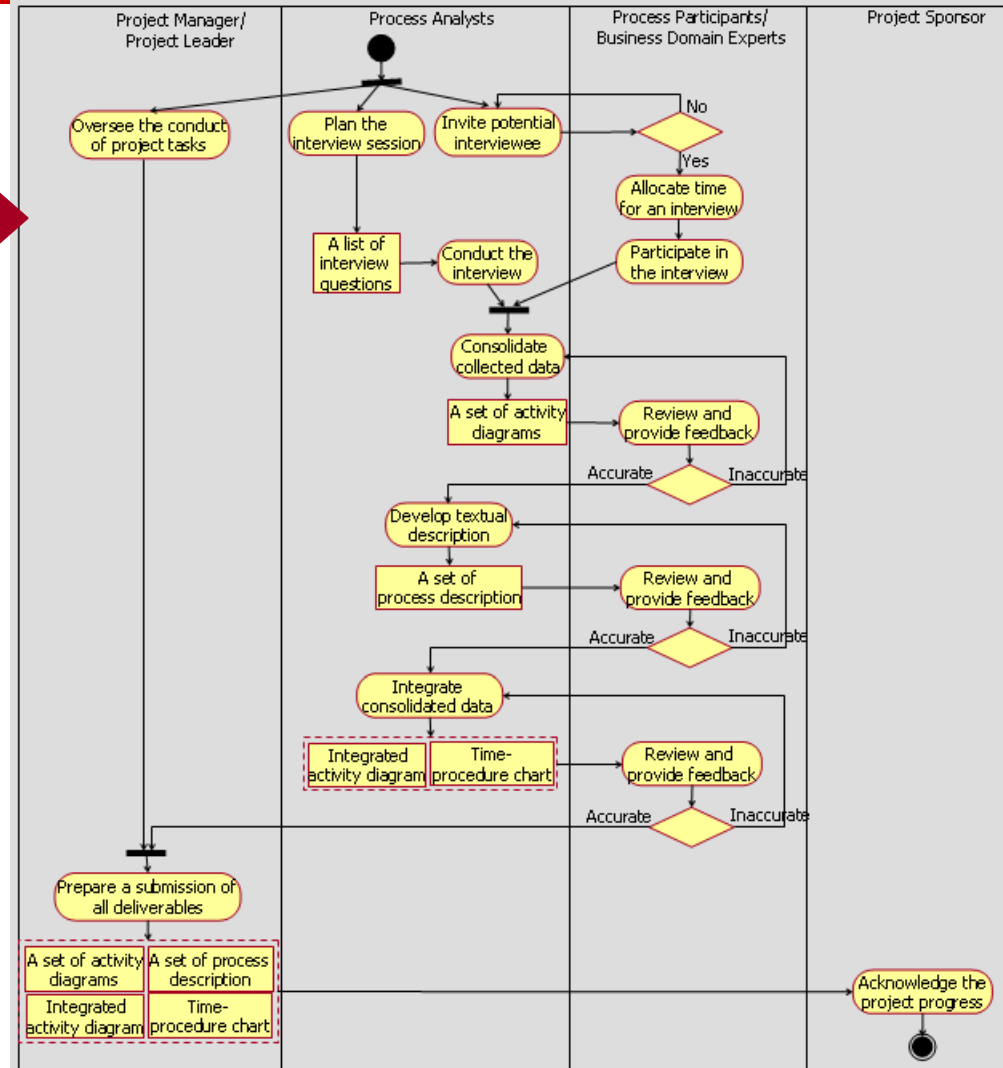 Project Manager/
Project Leader
Process Analysts
Process Participants/
Business Domain Experts
Project Sponsor
Oversee the conduct
of project tasks
Plan the
interview session
Invite potential
interviewee
No
Yes
Allocate time
for an interview
A list of
interview
questions
Conduct the
interview
Participate in
the interview
Consolidate
collected data
A set of activity
diagrams
Review and
provide feedback
Accurate
Inaccurate
Develop textual
description
A set of
process description
Review and
provide feedback
Accurate
Inaccurate
Integrate
consolidated data
Integrated
activity diagram
Time-
procedure chart
Review and
provide feedback
Accurate
Inaccurate
Prepare a submission of
all deliverables
A set of activity
diagrams
A set of process
description
Integrated
activity diagram
Time-
procedure chart
Acknowledge the
project progress